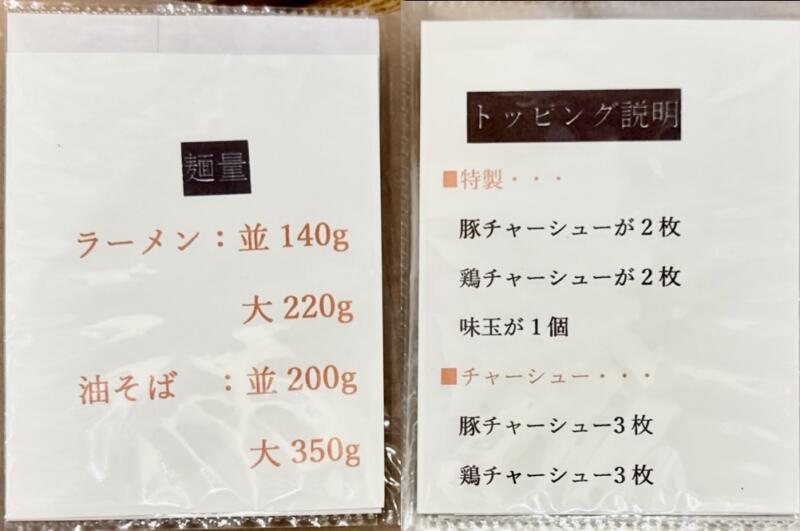 麺量
ラーメン：並 140g
大 220g
油そば　：並 200g
大 350g
トッピング説明
■特製・・・
豚チャーシューが２枚
鶏チャーシューが２枚
味玉が１個
■チャーシュー・・・
豚チャーシュー3 枚
鶏チャーシュー3 枚